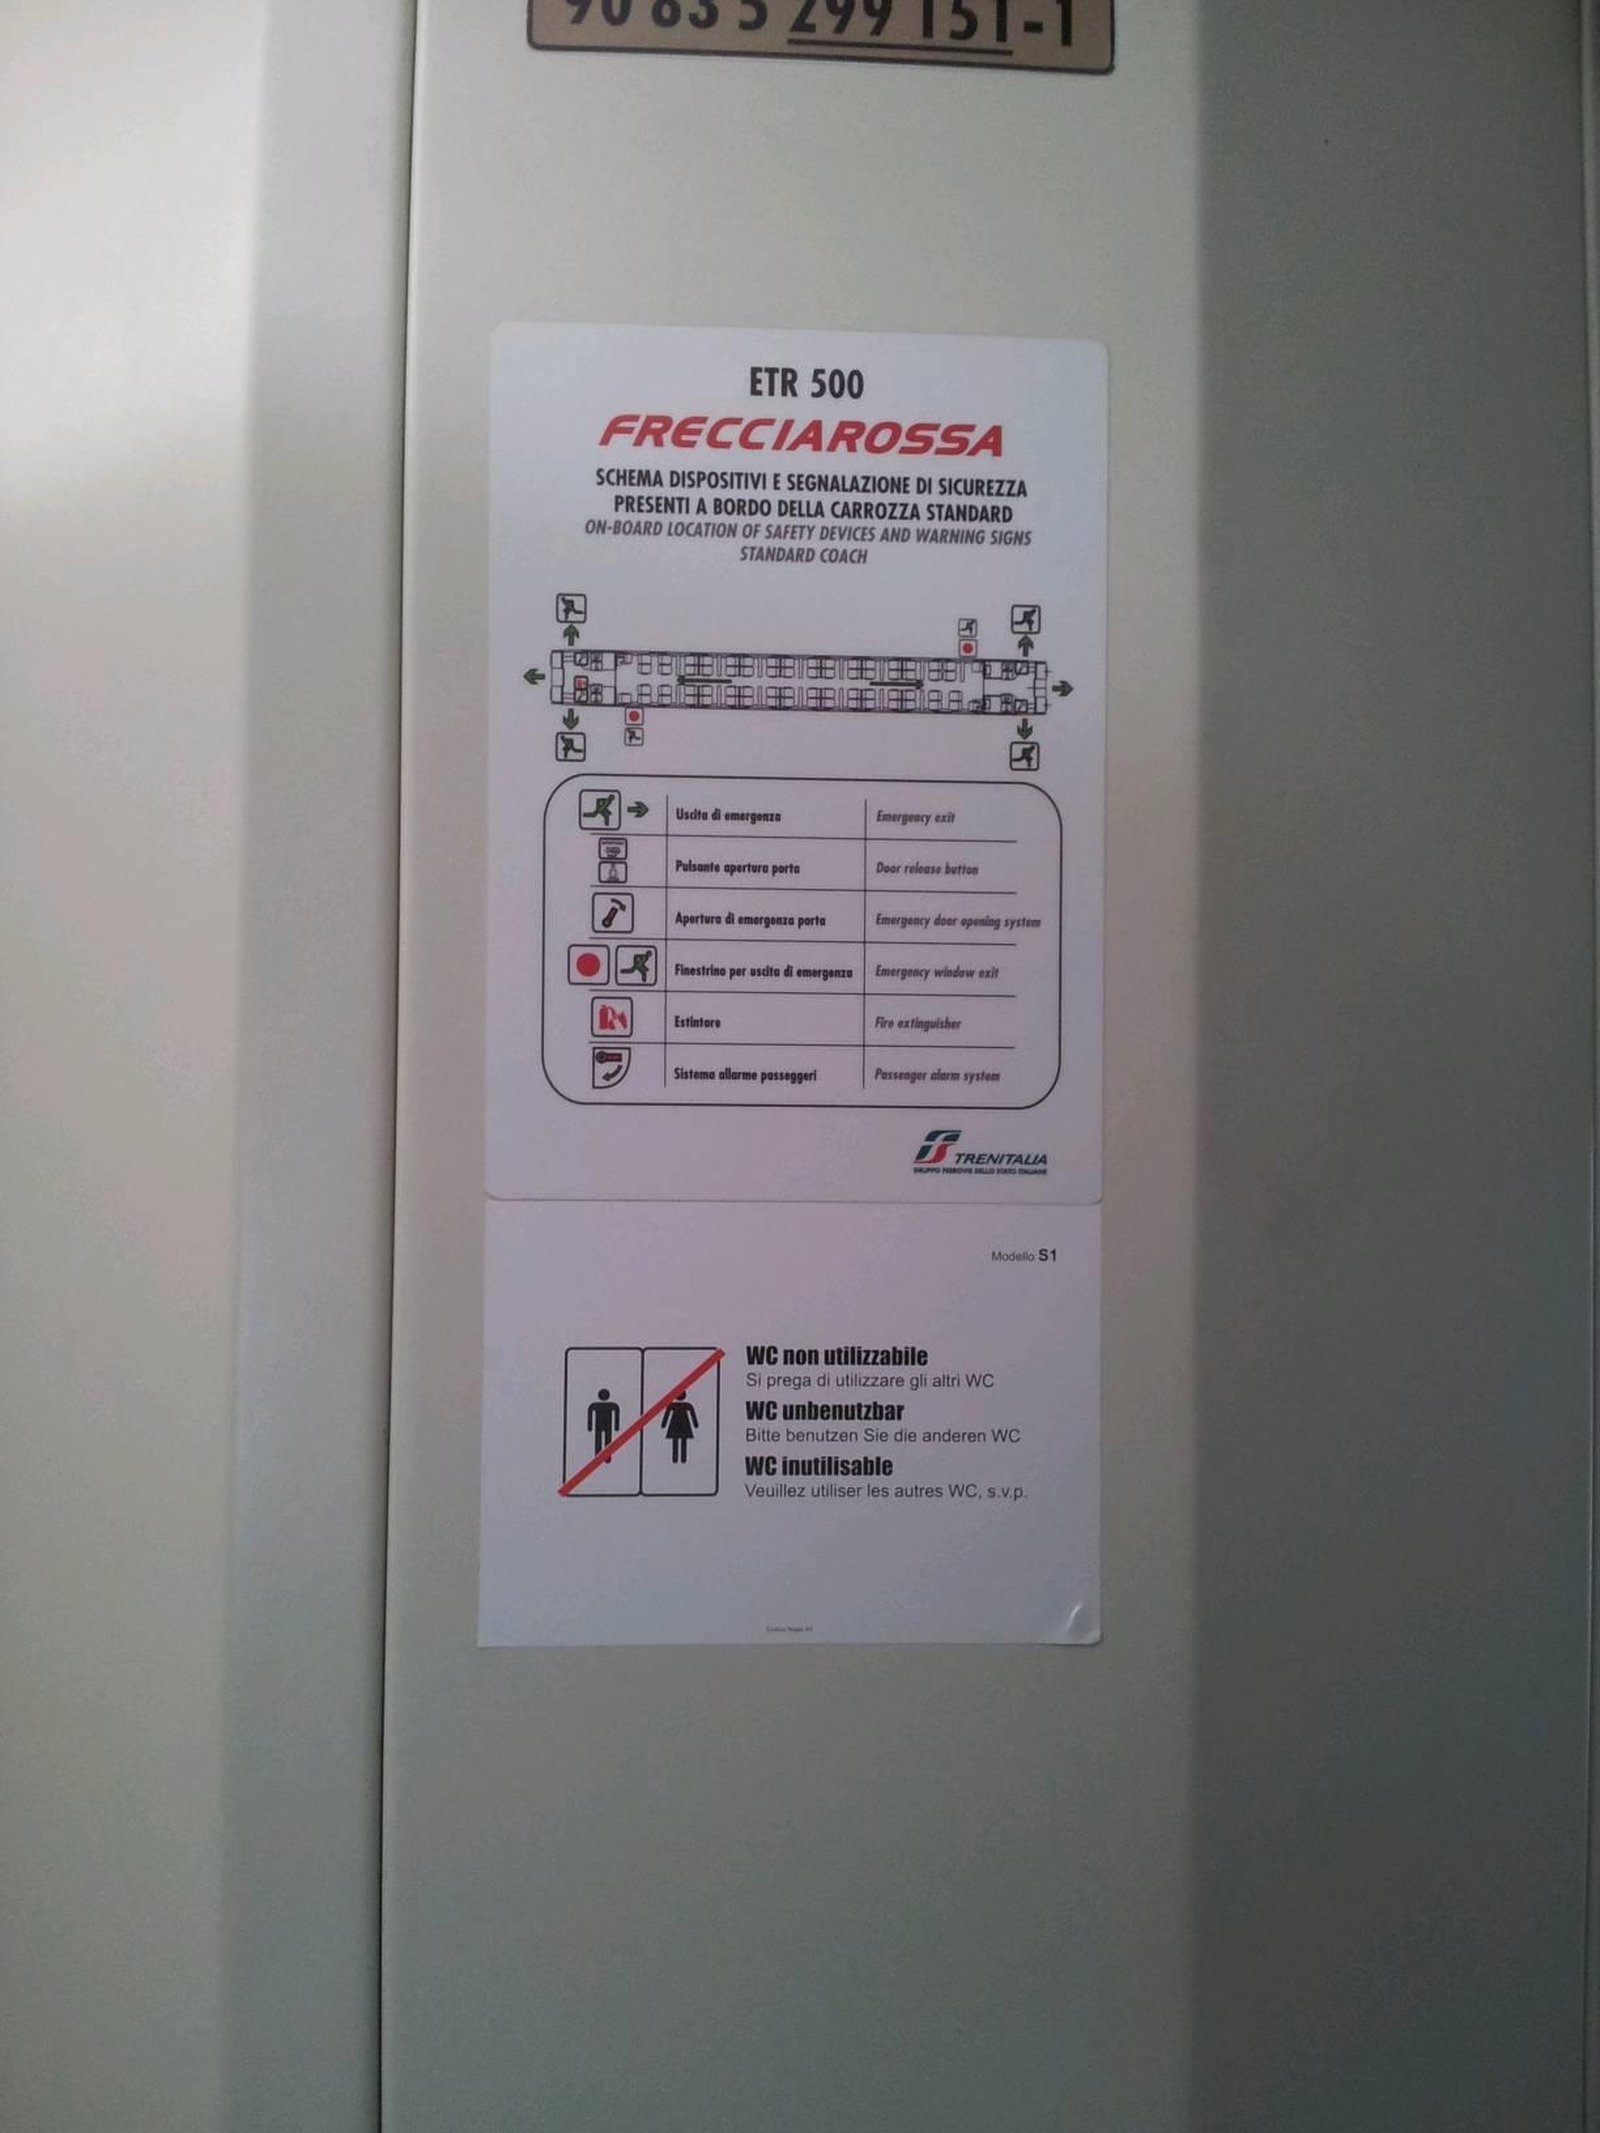 90 83 5 299 151-1
ETR 500
FRECCIAROSSA
SCHEMA DISPOSITIVI E SEGNALAZIONE DI SICUREZZA
PRESENTI A BORDO DELLA CARROZZA STANDARD
ON-BOARD LOCATION OF SAFETY DEVICES AND WARNING SIGNS
STANDARD COACH
Uscita di emergenza Emergency exit
Pulsante apertura porta Door release button
Apertura di emergenza porta Emergency door opening system
Finestrino per uscita di emergenza Emergency window exit
Estintore Fire extinguisher
Sistema allarme passeggeri Passenger alarm system
TRENITALIA
GRUPPO FERROVIE DELLO STATO ITALIANE
Modello S1
WC non utilizzabile
Si prega di utilizzare gli altri WC
WC unbenutzbar
Bitte benutzen Sie die anderen WC
WC inutilisable
Veuillez utiliser les autres WC, s.v.p.